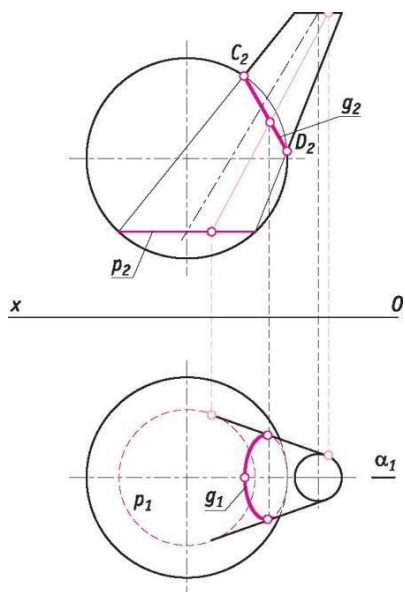 C₂
g₂
D₂
p₂
x 0
α₁
p₁ g₁